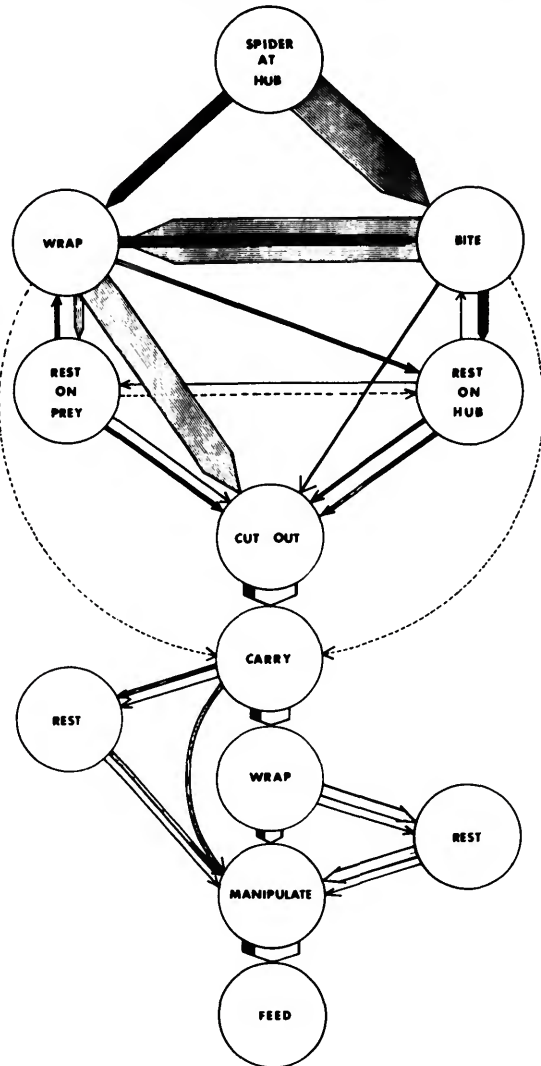 SPIDER
AT
HUB
WRAP
BITE
REST
ON
PREY
REST
ON
HUB
CUT OUT
CARRY
REST
WRAP
REST
MANIPULATE
FEED